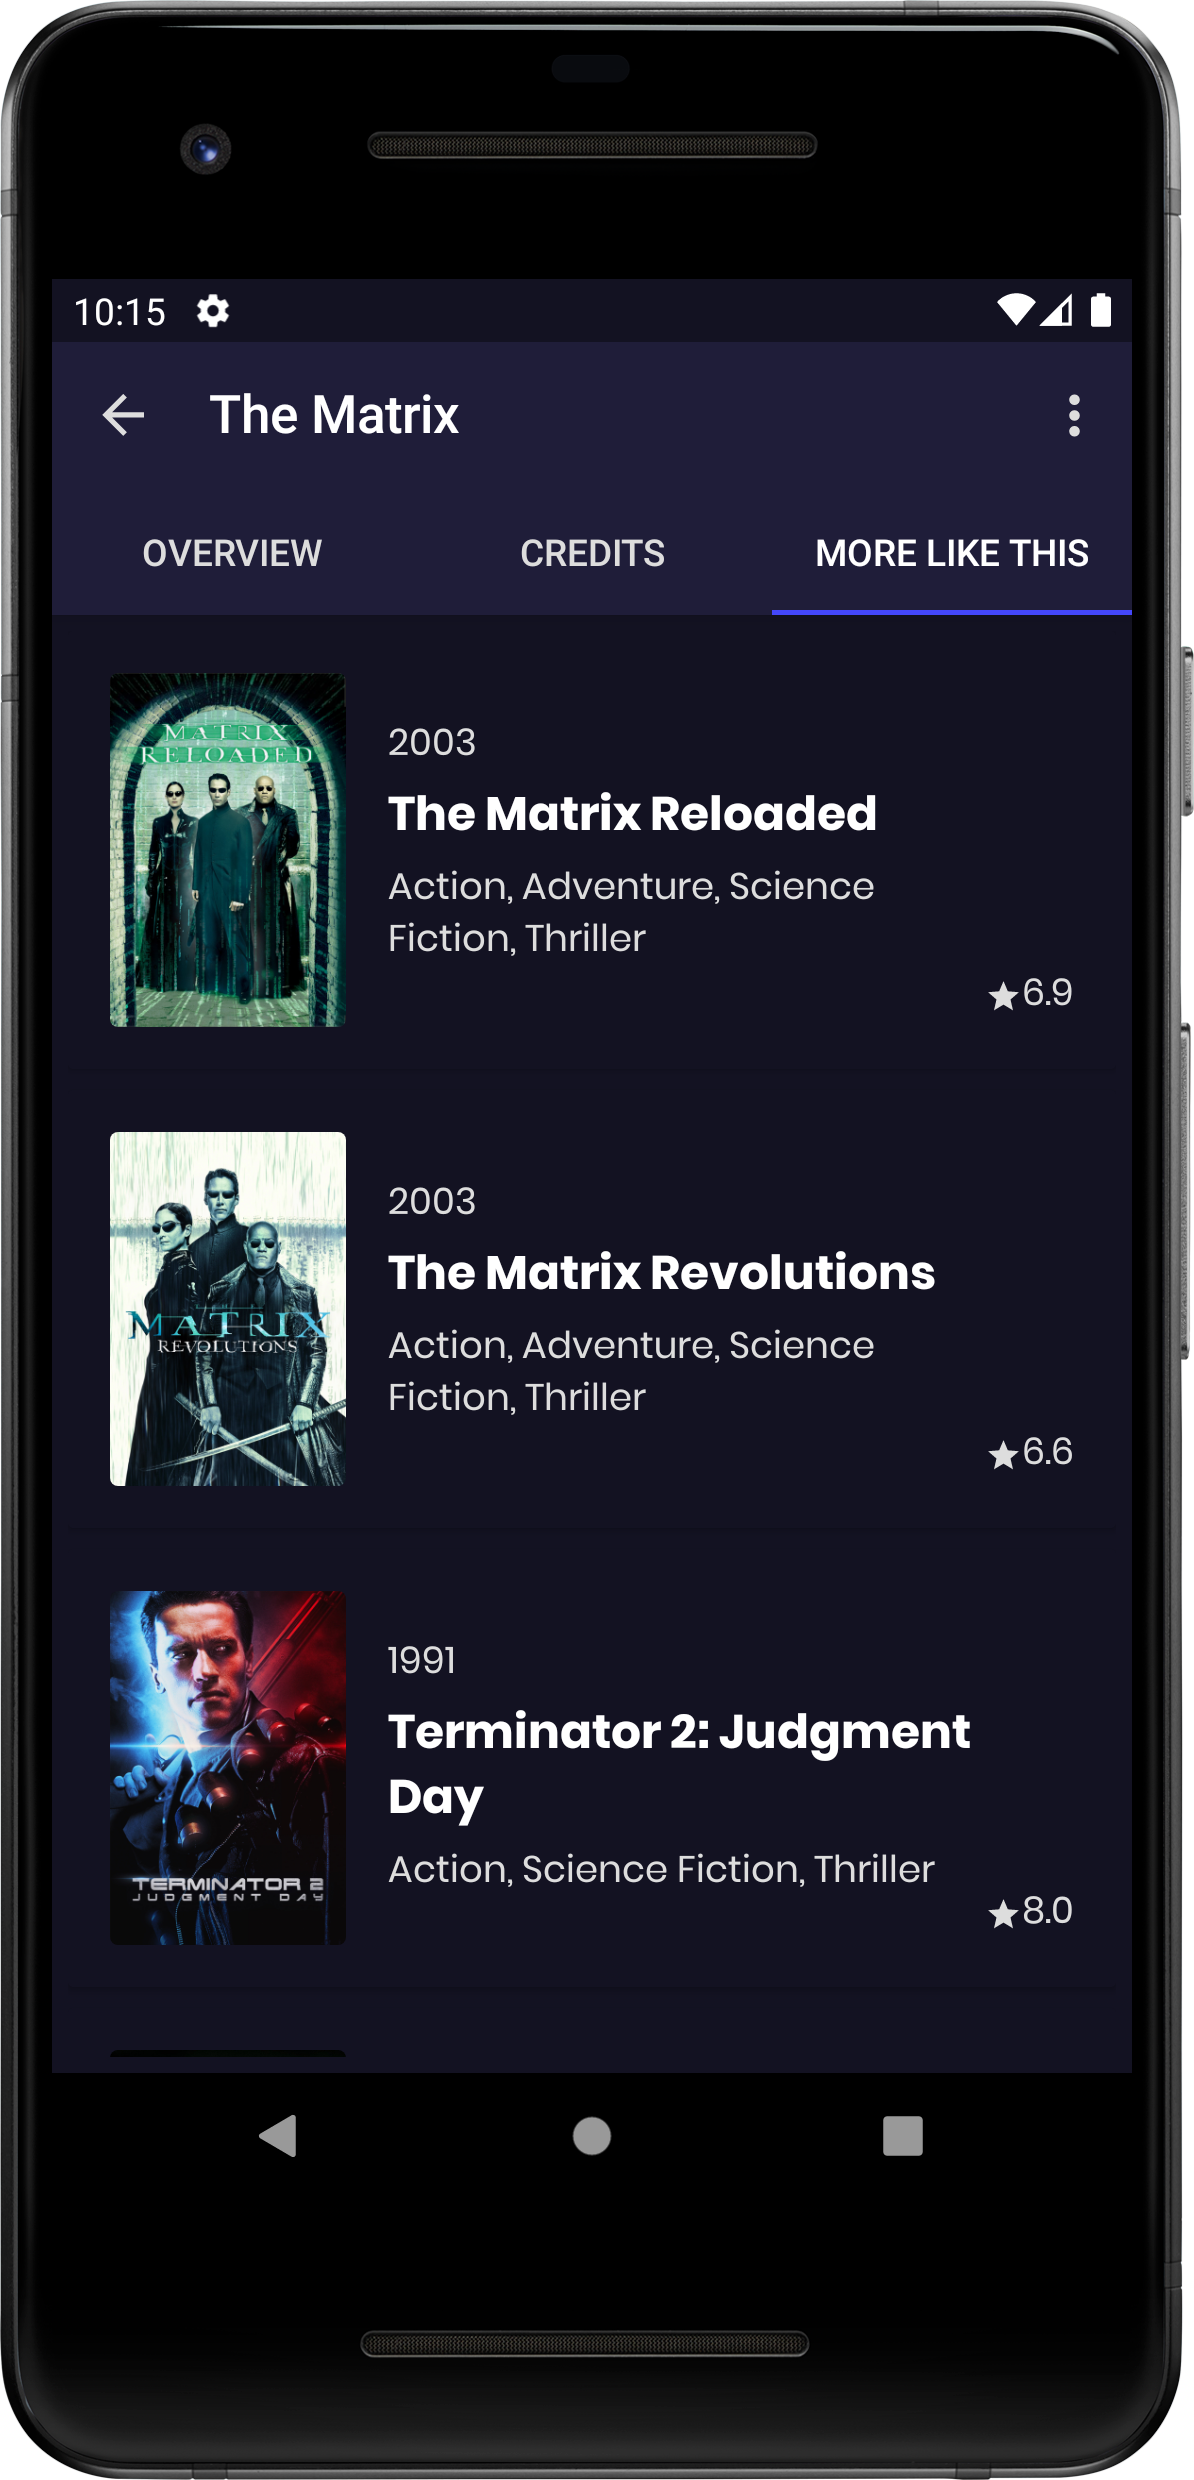 10:15
The Matrix
OVERVIEW
CREDITS
MORE LIKE THIS
MATRIX
RELOADED
2003
The Matrix Reloaded
Action, Adventure, Science
Fiction, Thriller
6.9
MATRIX
REVOLUTIONS
2003
The Matrix Revolutions
Action, Adventure, Science
Fiction, Thriller
6.6
TERMINATOR 2
JUDGMENT DAY
1991
Terminator 2: Judgment
Day
Action, Science Fiction, Thriller
8.0